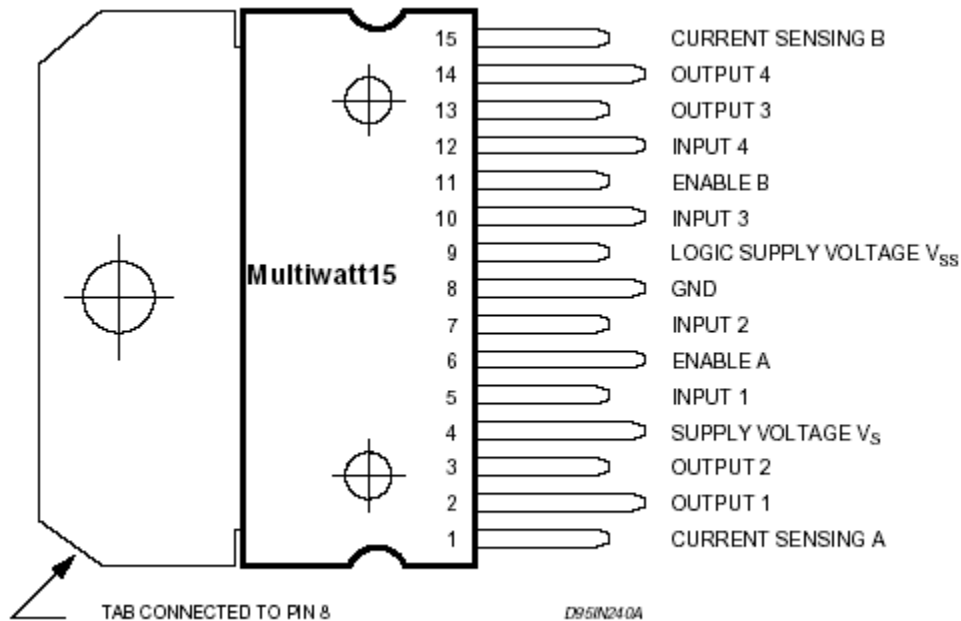 15 CURRENT SENSING B
14 OUTPUT 4
13 OUTPUT 3
12 INPUT 4
11 ENABLE B
10 INPUT 3
9 LOGIC SUPPLY VOLTAGE VSS
Multiwatt15
8 GND
7 INPUT 2
6 ENABLE A
5 INPUT 1
4 SUPPLY VOLTAGE VS
3 OUTPUT 2
2 OUTPUT 1
1 CURRENT SENSING A
TAB CONNECTED TO PIN 8
D95IN240A